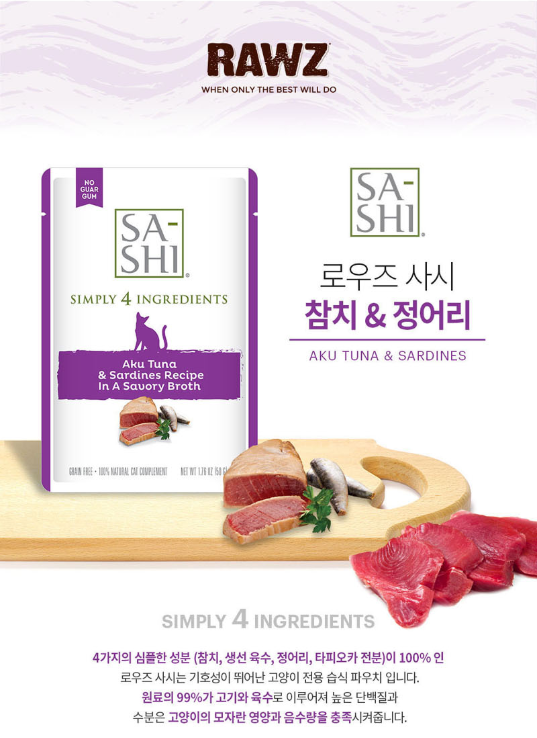 RAWZ
WHEN ONLY THE BEST WILL DO
NO
GUAR
GUM
SA-
SHI
SIMPLY 4 INGREDIENTS
Aku Tuna
& Sardines Recipe
In A Savory Broth
GRAIN FREE • 100% NATURAL CAT COMPLEMENT NET WT 1.76 OZ (50
SA-
SHI
로우즈 사시
참치 & 정어리
AKU TUNA & SARDINES
SIMPLY 4 INGREDIENTS
4가지의 심플한 성분 (참치, 생선 육수, 정어리, 타피오카 전분)이 100% 인
로우즈 사시는 기호성이 뛰어난 고양이 전용 습식 파우치 입니다.
원료의 99%가 고기와 육수로 이루어져 높은 단백질과
수분은 고양이의 모자란 영양과 음수량을 충족시켜줍니다.